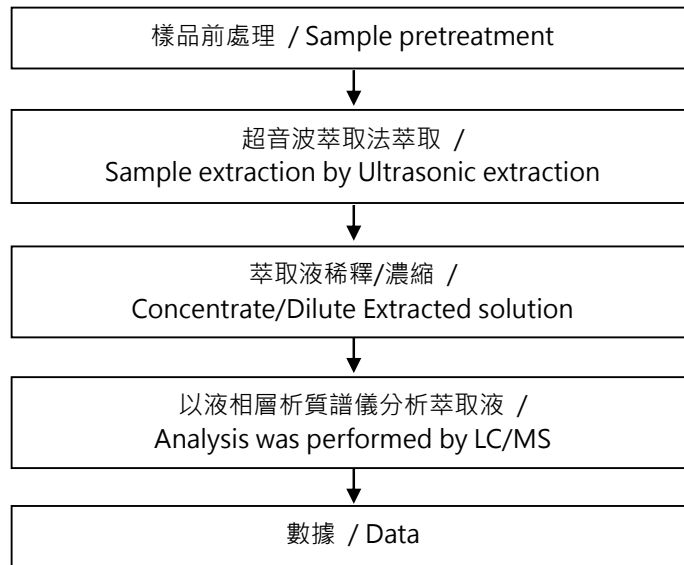 樣品前處理 / Sample pretreatment
超音波萃取法萃取 /
Sample extraction by Ultrasonic extraction
萃取液稀釋/濃縮 /
Concentrate/Dilute Extracted solution
以液相層析質譜儀分析萃取液 /
Analysis was performed by LC/MS
數據 / Data